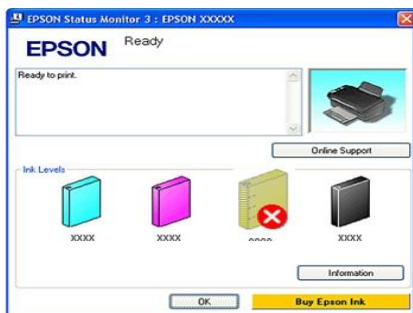 EPSON Status Monitor 3 : EPSON XXXXX
EPSON
Ready
Ready to print.
Online Support
Ink Levels
XXXX XXXX XXXX
Information
OK
Buy Epson Ink